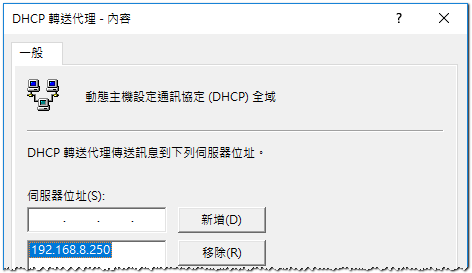 DHCP 轉送代理 - 內容
一般
動態主機設定通訊協定 (DHCP) 全域
DHCP 轉送代理傳送訊息到下列伺服器位址。
伺服器位址(S):
. . . 新增(D)
192.168.8.250 移除(R)